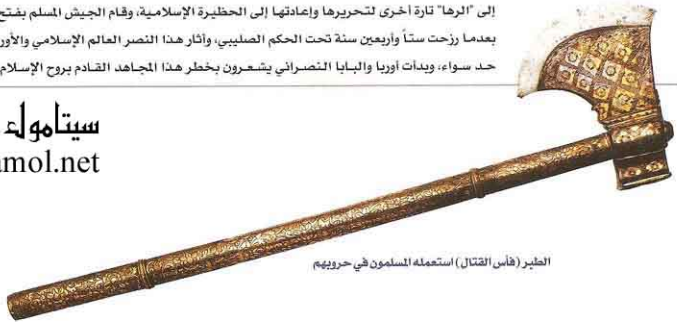 إلى "الرها" تارة أخرى لتحريرها وإعادتها إلى الحظيرة الإسلامية، وقام الجيش المسلم بفتح
بعدما رزحت ستاً وأربعين سنة تحت الحكم الصليبي، وأثار هذا النصر العالم الإسلامي والأور
حد سواء، وبدأت أوربا والبابا النصراني يشعرون بخطر هذا المجاهد القادم بروح الإسلام
سيتامول
amol.net
الطبر (فأس القتال) استعمله المسلمون في حروبهم